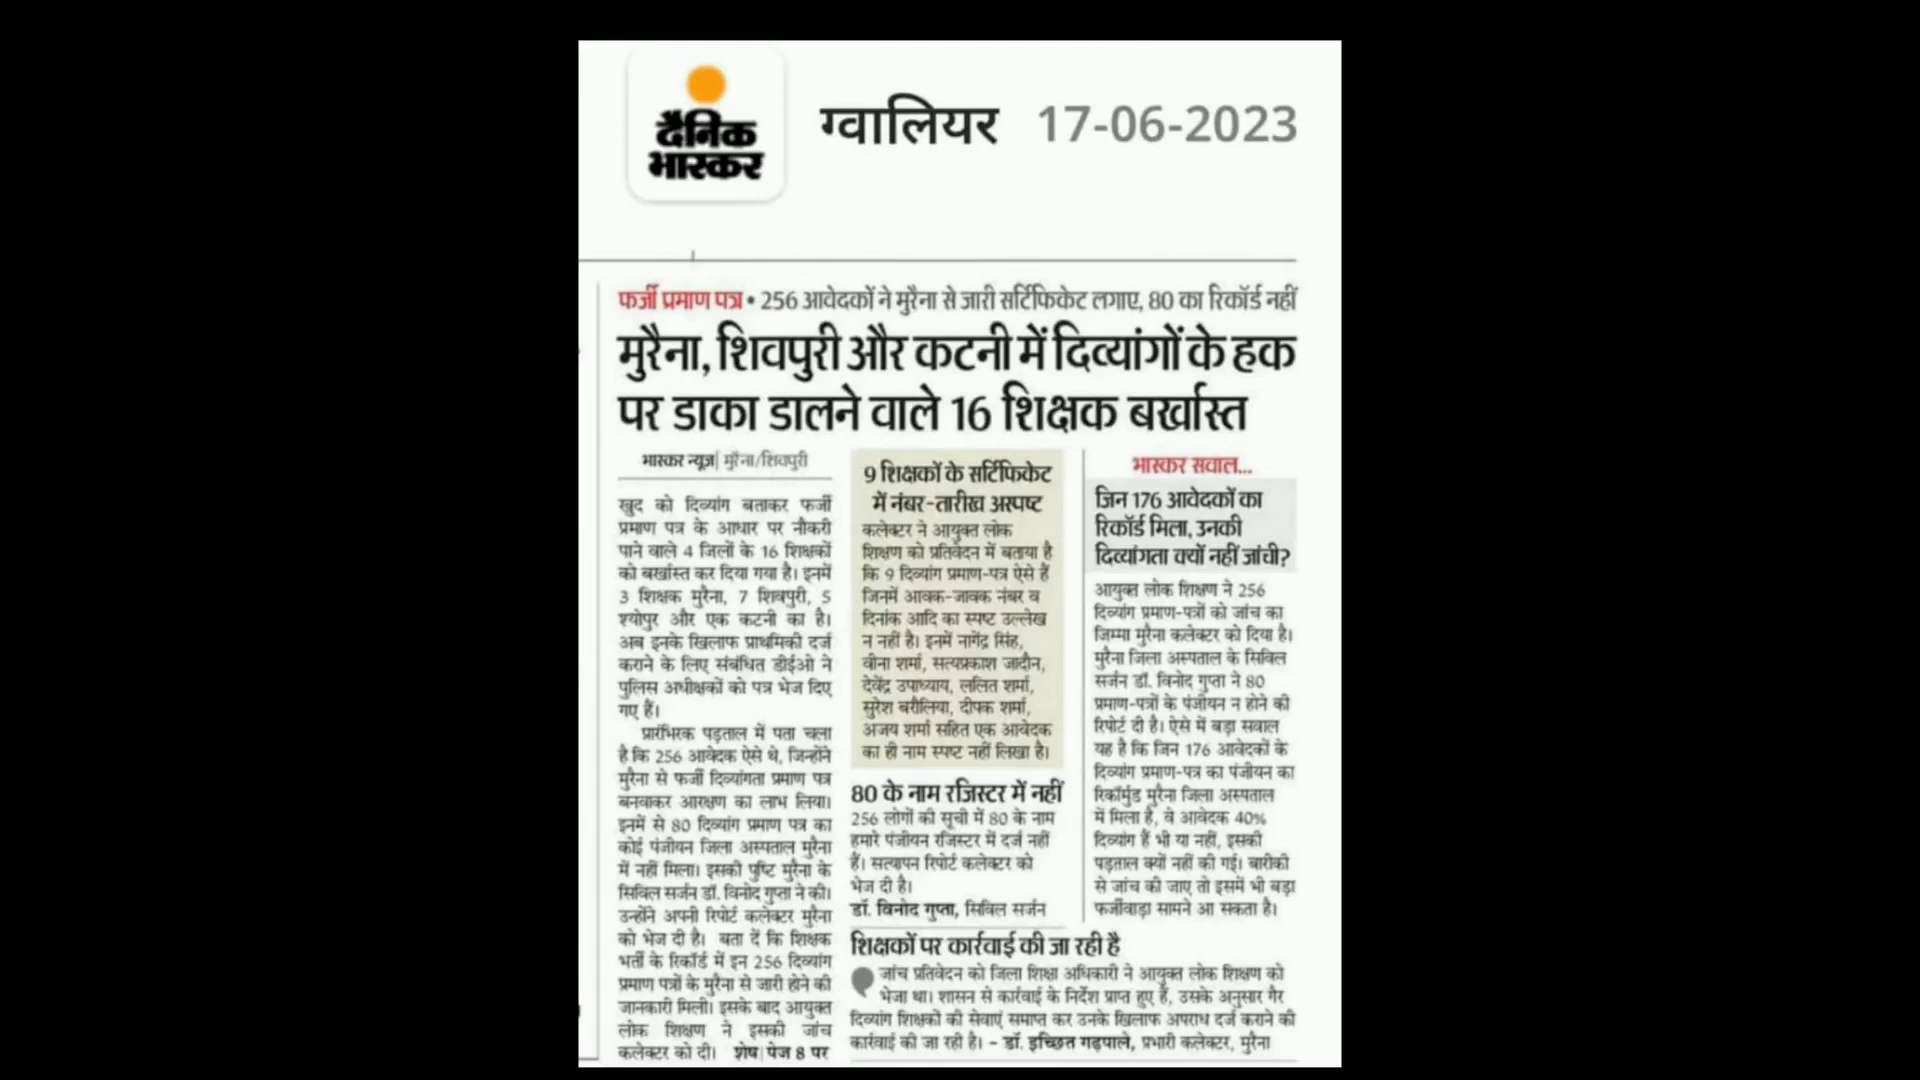 दैनिक
भास्कर
ग्वालियर 17-06-2023
फर्जी प्रमाण पत्र • 256 आवेदकों ने मुरैना से जारी सर्टिफिकेट लगाए, 80 का रिकॉर्ड नहीं
मुरैना, शिवपुरी और कटनी में दिव्यांगों के हक
पर डाका डालने वाले 16 शिक्षक बर्खास्त
भास्कर न्यूज | मुरैना/शिवपुरी
खुद को दिव्यांग बताकर फर्जी
प्रमाण पत्र के आधार पर नौकरी
पाने वाले 4 जिलों के 16 शिक्षकों
को बर्खास्त कर दिया गया है। इनमें
3 शिक्षक मुरैना, 7 शिवपुरी, 5
श्योपुर और एक कटनी का है।
अब इनके खिलाफ प्राथमिकी दर्ज
कराने के लिए संबंधित डीईओ ने
पुलिस अधीक्षकों को पत्र भेज दिए
गए हैं।
प्रारंभिक पड़ताल में पता चला
है कि 256 आवेदक ऐसे थे, जिन्होंने
मुरैना से फर्जी दिव्यांगता प्रमाण पत्र
बनवाकर आरक्षण का लाभ लिया।
इनमें से 80 दिव्यांग प्रमाण पत्र का
कोई पंजीयन जिला अस्पताल मुरैना
में नहीं मिला। इसकी पुष्टि मुरैना के
सिविल सर्जन डॉ. विनोद गुप्ता ने की।
उन्होंने अपनी रिपोर्ट कलेक्टर मुरैना
को भेज दी है। बता दें कि शिक्षक
भर्ती के रिकॉर्ड में इन 256 दिव्यांग
प्रमाण पत्रों के मुरैना से जारी होने की
जानकारी मिली। इसके बाद आयुक्त
लोक शिक्षण ने इसकी जांच
कलेक्टर को दी। शेष | पेज 8 पर
9 शिक्षकों के सर्टिफिकेट
में नंबर-तारीख अस्पष्ट
कलेक्टर ने आयुक्त लोक
शिक्षण को प्रतिवेदन में बताया है
कि 9 दिव्यांग प्रमाण-पत्र ऐसे हैं
जिनमें आवक-जावक नंबर व
दिनांक आदि का स्पष्ट उल्लेख
न नहीं है। इनमें नागेंद्र सिंह,
वीना शर्मा, सत्यप्रकाश जादौन,
देवेंद्र उपाध्याय, ललित शर्मा,
सुरेश बरौलिया, दीपक शर्मा,
अजय शर्मा सहित एक आवेदक
का ही नाम स्पष्ट नहीं लिखा है।
80 के नाम रजिस्टर में नहीं
256 लोगों की सूची में 80 के नाम
हमारे पंजीयन रजिस्टर में दर्ज नहीं
हैं। सत्यापन रिपोर्ट कलेक्टर को
भेज दी है।
डॉ. विनोद गुप्ता, सिविल सर्जन
भास्कर सवाल...
जिन 176 आवेदकों का
रिकॉर्ड मिला, उनकी
दिव्यांगता क्यों नहीं जांची?
आयुक्त लोक शिक्षण ने 256
दिव्यांग प्रमाण-पत्रों को जांच का
जिम्मा मुरैना कलेक्टर को दिया है।
मुरैना जिला अस्पताल के सिविल
सर्जन डॉ. विनोद गुप्ता ने 80
प्रमाण-पत्रों के पंजीयन न होने की
रिपोर्ट दी है। ऐसे में बड़ा सवाल
यह है कि जिन 176 आवेदकों के
दिव्यांग प्रमाण-पत्र का पंजीयन का
रिकॉर्मुड मुरैना जिला अस्पताल
में मिला है, वे आवेदक 40%
दिव्यांग हैं भी या नहीं, इसकी
पड़ताल क्यों नहीं की गई। बारीकी
से जांच की जाए तो इसमें भी बड़ा
फर्जीवाड़ा सामने आ सकता है।
शिक्षकों पर कार्रवाई की जा रही है
जांच प्रतिवेदन को जिला शिक्षा अधिकारी ने आयुक्त लोक शिक्षण को
भेजा था। शासन से कार्रवाई के निर्देश प्राप्त हुए हैं, उसके अनुसार गैर
दिव्यांग शिक्षकों की सेवाएं समाप्त कर उनके खिलाफ अपराध दर्ज कराने की
कार्रवाई की जा रही है। - डॉ. इच्छित गढ़पाले, प्रभारी कलेक्टर, मुरैना